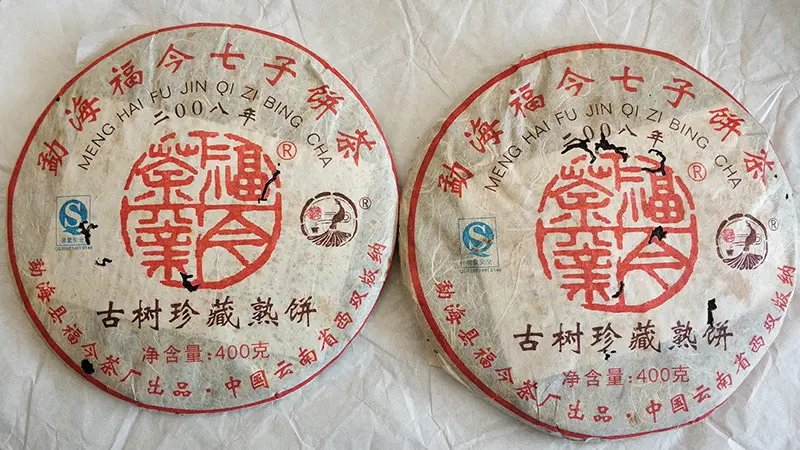 勐海福今七子饼茶
MENG HAI FU JIN QI ZI BING CHA
二00八年
福今茶業
®
古树珍藏熟饼
净含量:400克
勐海县福今茶厂出品·中国云南省西双版纳
勐海福今七子饼茶
MENG HAI FU JIN QI ZI BING CHA
二00八年
福今茶業
®
古树珍藏熟饼
净含量:400克
勐海县福今茶厂出品·中国云南省西双版纳